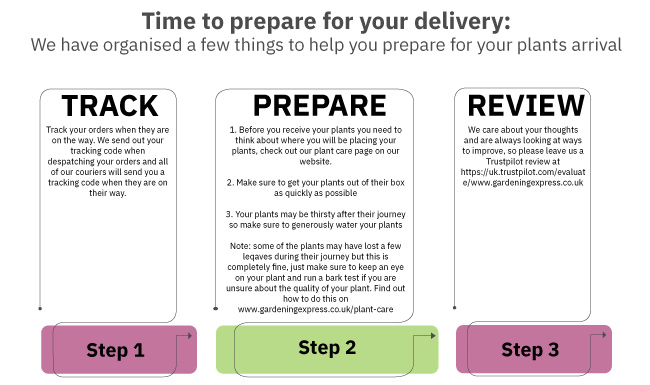 Time to prepare for your delivery:
We have organised a few things to help you prepare for your plants arrival
TRACK
Track your orders when they are
on the way. We send out your
tracking code when
despatching your orders and all
of our couriers will send you a
tracking code when they are on
their way.
Step 1
PREPARE
1. Before you receive your plants you need to
think about where you will be placing your
plants, check out our plant care page on our
website.
2. Make sure to get your plants out of their box
as quickly as possible
3. Your plants may be thirsty after their journey
so make sure to generously water your plants
Note: some of the plants may have lost a few
leqaves during their journey but this is
completely fine, just make sure to keep an eye
on your plant and run a bark test if you are
unsure about the quality of your plant. Find out
how to do this on
www.gardeningexpress.co.uk/plant-care
Step 2
REVIEW
We care about your thoughts
and are always looking at ways
to improve, so please leave us a
Trustpilot review at
https://uk.trustpilot.com/evaluat
e/www.gardeningexpress.co.uk
Step 3